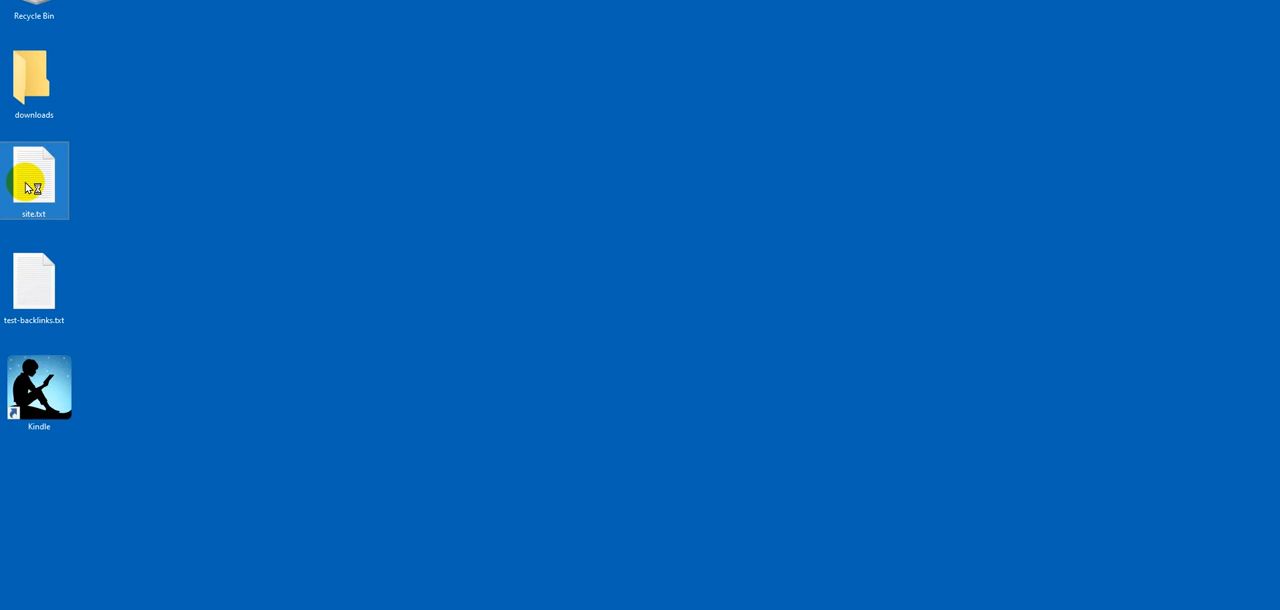 Recycle Bin
downloads
site.txt
test-backlinks.txt
Kindle